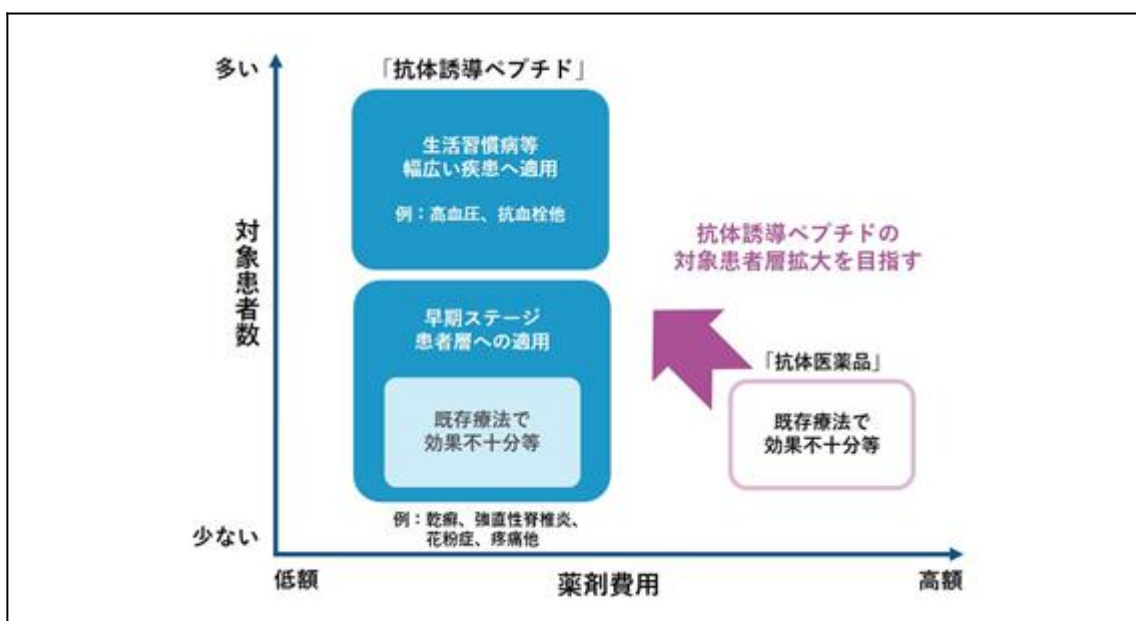 多い
「抗体誘導ペプチド」
生活習慣病等
幅広い疾患へ適用
例：高血圧、抗血栓他
対象患者数
抗体誘導ペプチドの
対象患者層拡大を目指す
早期ステージ
患者層への適用
既存療法で
効果不十分等
「抗体医薬品」
既存療法で
効果不十分等
例：乾癬、強直性脊椎炎、
花粉症、疼痛他
少ない
低額
薬剤費用
高額